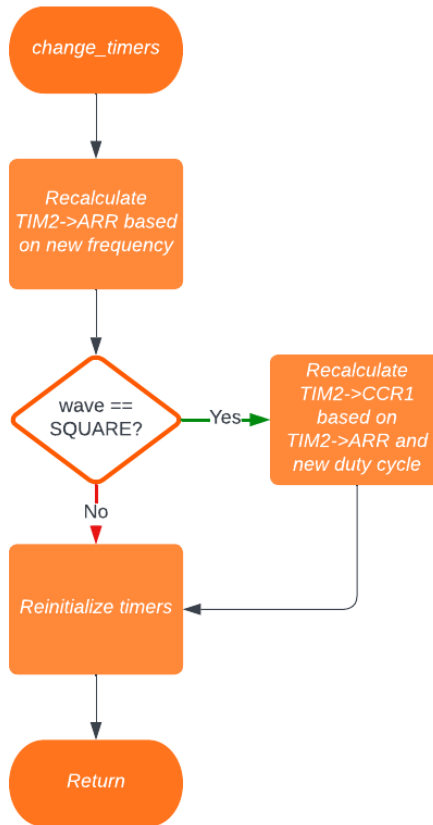 change_timers
Recalculate
TIM2->ARR based
on new frequency
wave ==
SQUARE?
Yes
Recalculate
TIM2->CCR1
based on
TIM2->ARR and
new duty cycle
No
Reinitialize timers
Return